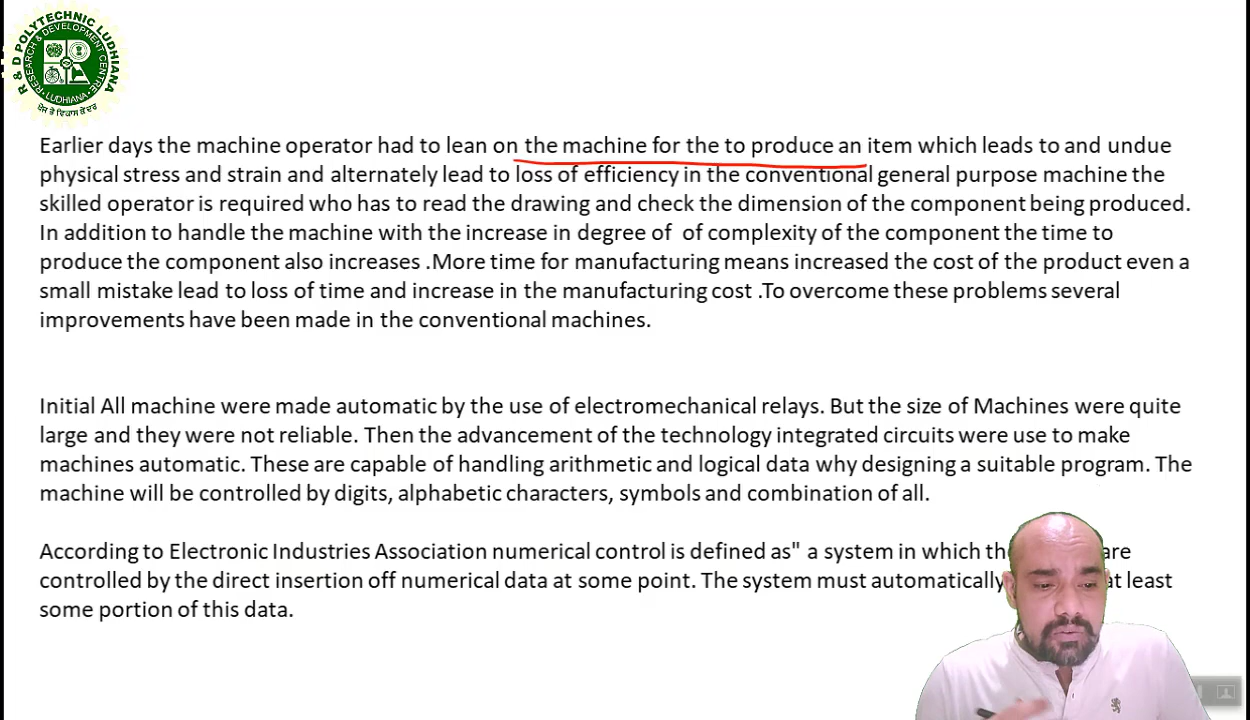 R & D POLYTECHNIC LUDHIANA
RESEARCH & DEVELOPMENT CENTRE
LUDHIANA
Earlier days the machine operator had to lean on the machine for the to produce an item which leads to and undue
physical stress and strain and alternately lead to loss of efficiency in the conventional general purpose machine the
skilled operator is required who has to read the drawing and check the dimension of the component being produced.
In addition to handle the machine with the increase in degree of  of complexity of the component the time to
produce the component also increases .More time for manufacturing means increased the cost of the product even a
small mistake lead to loss of time and increase in the manufacturing cost .To overcome these problems several
improvements have been made in the conventional machines.
Initial All machine were made automatic by the use of electromechanical relays. But the size of Machines were quite
large and they were not reliable. Then the advancement of the technology integrated circuits were use to make
machines automatic. These are capable of handling arithmetic and logical data why designing a suitable program. The
machine will be controlled by digits, alphabetic characters, symbols and combination of all.
According to Electronic Industries Association numerical control is defined as" a system in which are
controlled by the direct insertion off numerical data at some point. The system must automatically at least
some portion of this data.